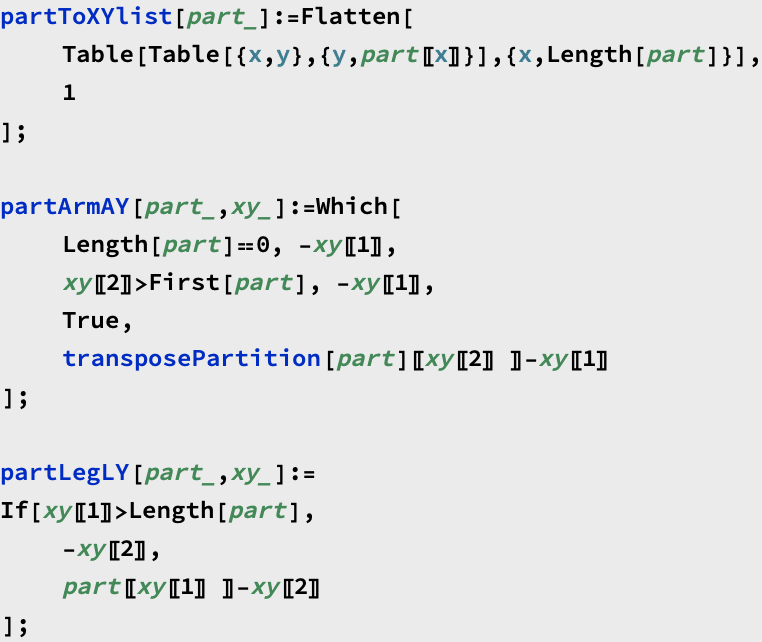 partToXYlist[part_]:=Flatten[
Table[Table[{x,y},{y,part〚x〛}],{x,Length[part]}],
1
];
partArmAY[part_,xy_]:=Which[
Length[part]==0, -xy〚1〛,
xy〚2〛>First[part], -xy〚1〛,
True,
transposePartition[part]〚xy〚2〛 〛-xy〚1〛
];
partLegLY[part_,xy_]:=
If[xy〚1〛>Length[part],
-xy〚2〛,
part〚xy〚1〛 〛-xy〚2〛
];